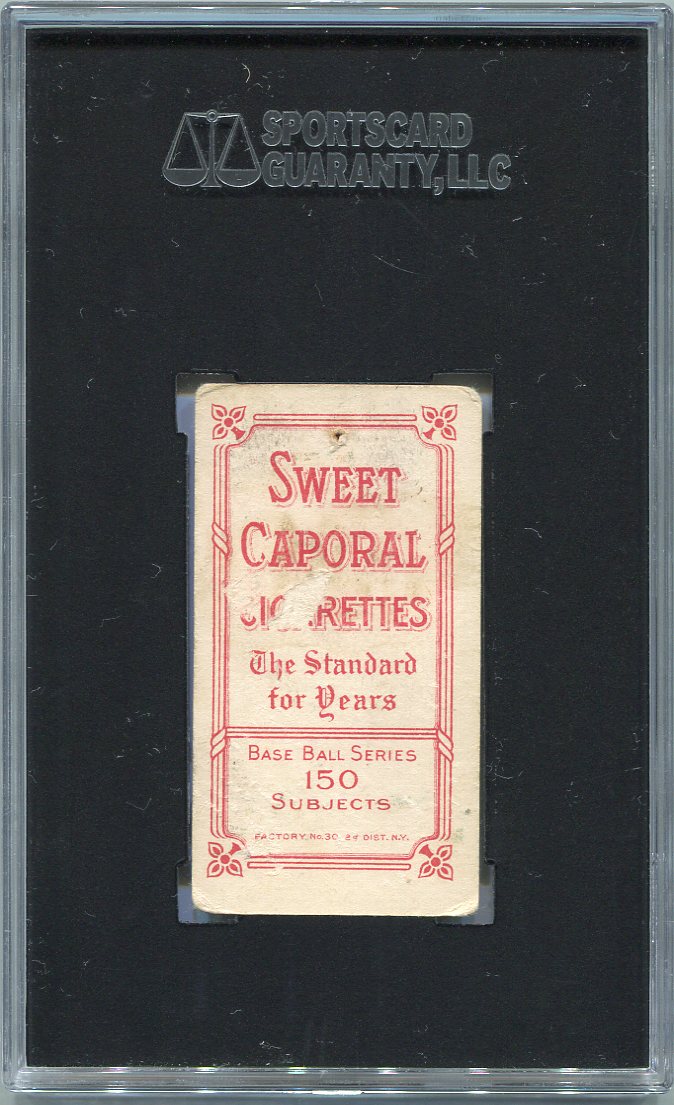 SPORTSCARD
GUARANTY, LLC
SWEET
CAPORAL
CIGARETTES
The Standard
for Years
BASE BALL SERIES
150
SUBJECTS
FACTORY No. 30 2d DIST. N.Y.